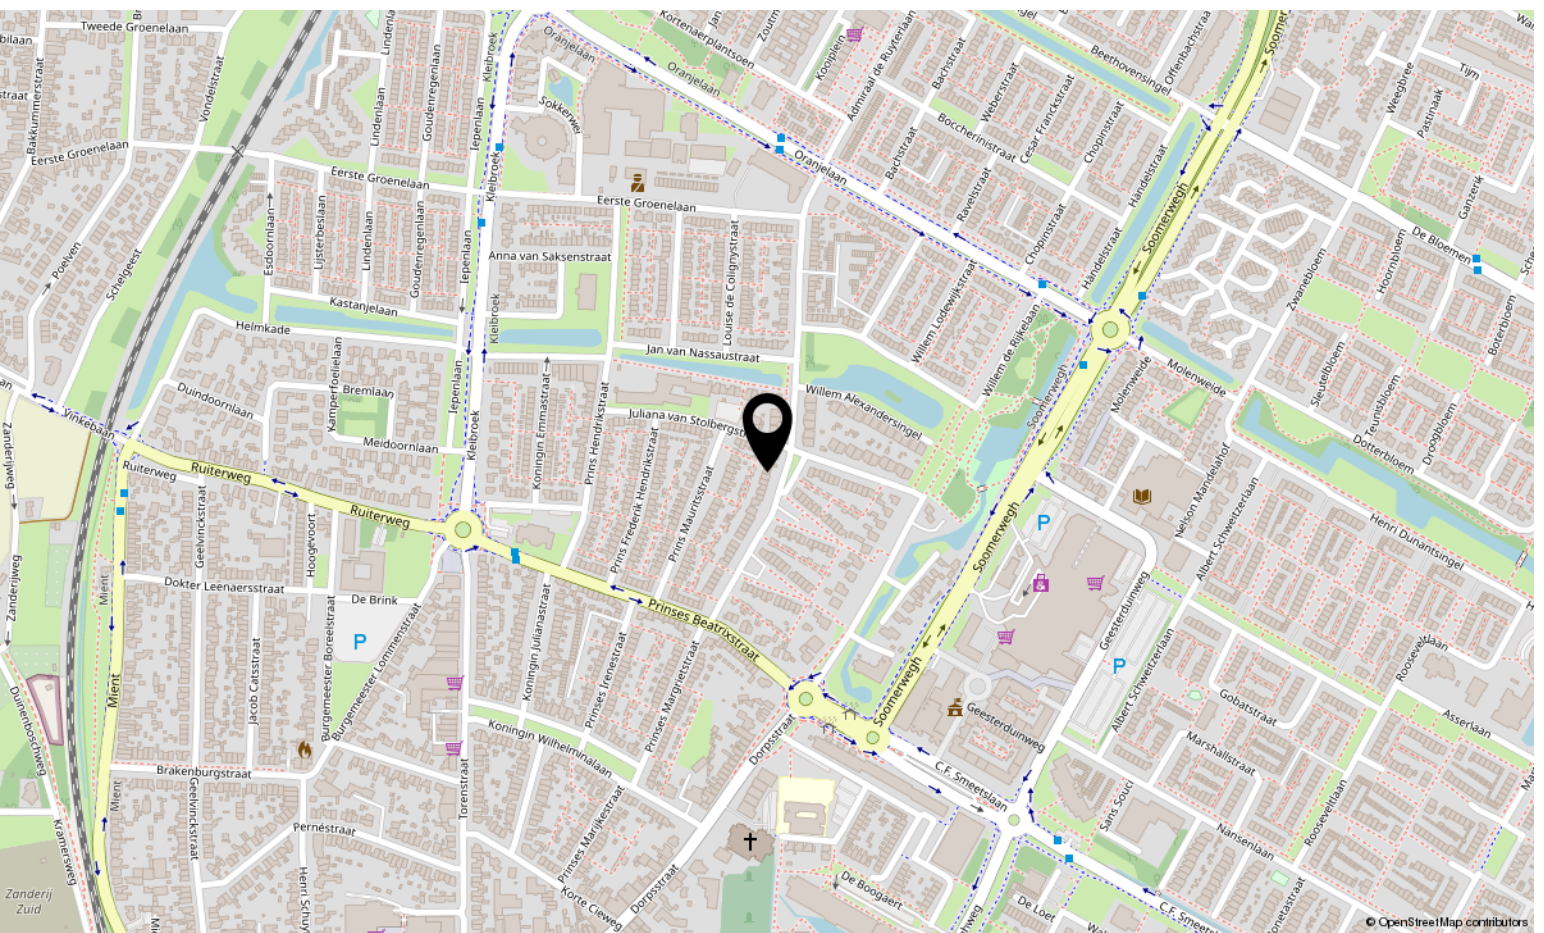 Tweede Groenelaan
Bakkummerstraat
Vondelstraat
Eerste Groenelaan
Lindenlaan
Goudenregenlaan
Iepenlaan
Kleibroek
Oranjelaan
Sokkerweg
Kortenaerplantsoen
Kooiplein
Admiraal de Ruyterlaan
Bachstraat
Weberstraat
Cesar Franckstraat
Beethovensingel
Offenbachstraat
Soomerwegh
Weegbree
Tijm
Pastinaak
Oranjelaan
Boccherinistraat
Chopinstraat
Eerste Groenelaan
Kleibroek
Oranjelaan
Bachstraat
Ravelstraat
Händelstraat
Soomerwegh
Ganzerik
Esdoornlaan
Lijsterbeslaan
Lindenlaan
Goudenregenlaan
Iepenlaan
Eerste Groenelaan
Louise de Colignystraat
Chopinstraat
Händelstraat
De Bloemen
Poelven
Schelgeest
Anna van Saksenstraat
Zwanebloem
Hoornbloem
Boterbloem
Kastanjelaan
Helmkade
Kleibroek
Jan van Nassaustraat
Willem Lodewijkstraat
Willem de Rijkelaan
Molenweide
Molenweide
Sleutelbloem
Teunisbloem
Droogbloem
Dotterbloem
Vinkebaan
Duindoornlaan
Kamperfoelielaan
Bremlaan
Meidoornlaan
Iepenlaan
Kleibroek
Koningin Emmastraat
Prins Hendrikstraat
Juliana van Stolbergst
Willem Alexandersingel
Soomerwegh
Zanderijweg
Ruiterweg
Ruiterweg
Ruiterweg
Geelvinckstraat
Hoogevoort
Prins Frederik Hendrikstraat
Prins Mauritsstraat
Soomerwegh
P
Nelson Mandelahof
Albert Schweitzerlaan
Henri Dunantsingel
Zanderijweg
Mient
Dokter Leenaersstraat
De Brink
P
Prinses Beatrixstraat
Geesterduinweg
P
Albert Schweitzerlaan
Rooseveltlaan
Mient
Jacob Catsstraat
Burgemeester Boreelstraat
Burgemeester Lommenstraat
Koningin Julianastraat
Prinses Irenestraat
Prinses Margrietstraat
Soomerwegh
Geesterduinweg
Gobatstraat
Asserlaan
Duinenboschweg
Koningin Wilhelminalaan
Dorpsstraat
C.F. Smeetslaan
Marshallstraat
Mient
Brakenburgstraat
Geelvinckstraat
Torenstraat
Sans Souci
Rooseveltlaan
Kramersweg
Pernéstraat
Prinses Marijkestraat
Nansenlaan
Zanderij
Zuid
Korte Cieweg
Dorpsstraat
De Boogaert
De Loet
C.F. Smeets
© OpenStreetMap contributors